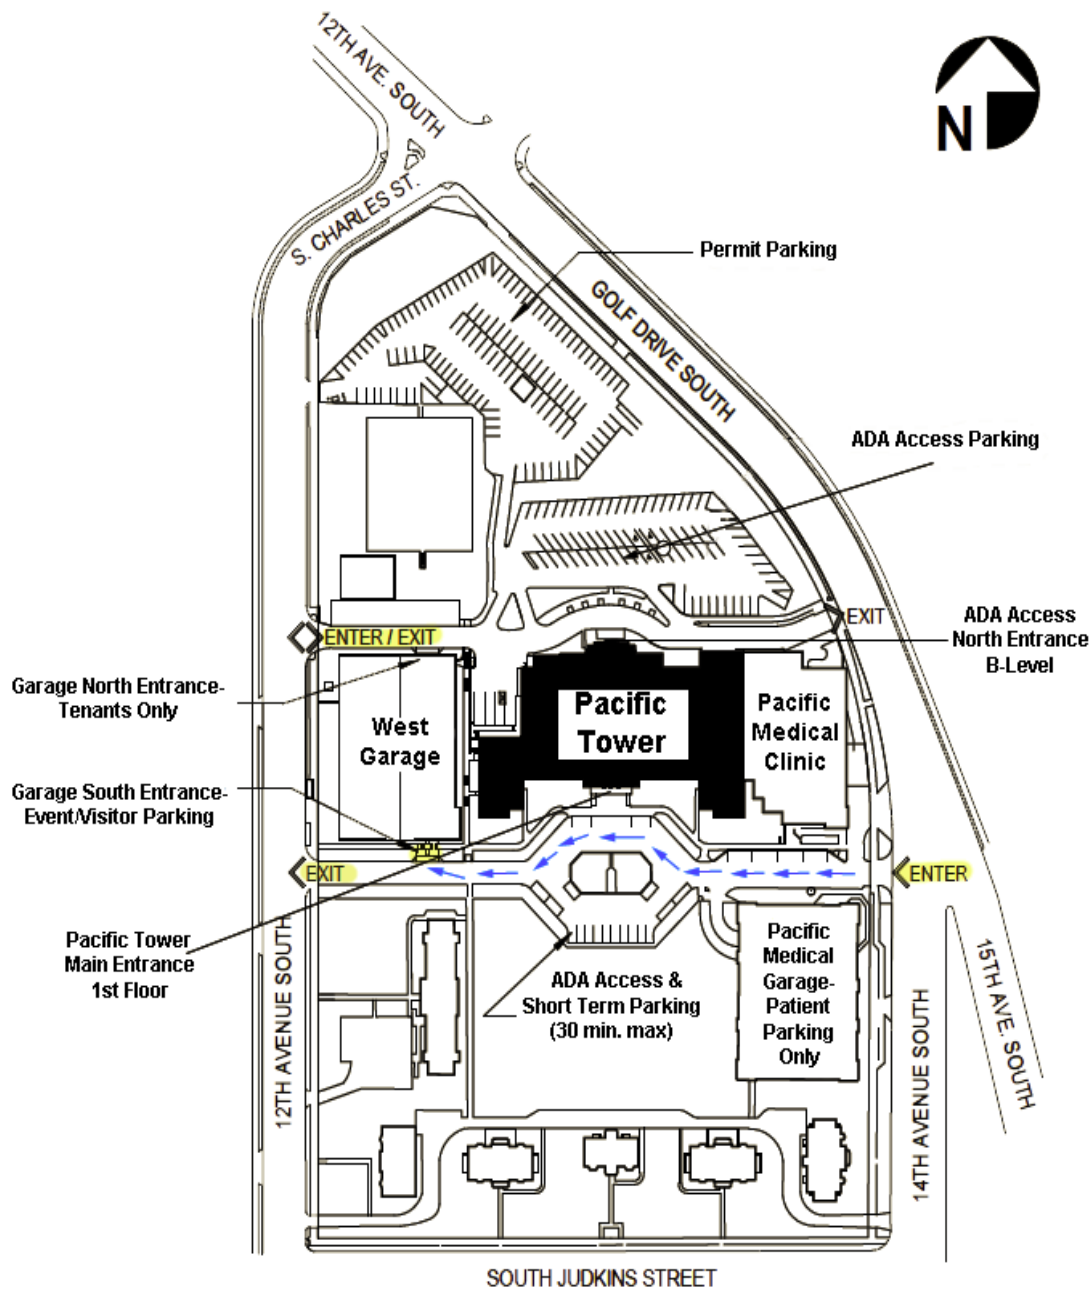 12TH AVE. SOUTH
N
S. CHARLES ST.
Permit Parking
GOLF DRIVE SOUTH
ADA Access Parking
EXIT
ADA Access
North Entrance
B-Level
ENTER / EXIT
Garage North Entrance-
Tenants Only
West
Garage
Pacific
Tower
Pacific
Medical
Clinic
Garage South Entrance-
Event/Visitor Parking
EXIT
ENTER
Pacific Tower
Main Entrance
1st Floor
12TH AVENUE SOUTH
ADA Access &
Short Term Parking
(30 min. max)
Pacific
Medical
Garage-
Patient
Parking
Only
14TH AVENUE SOUTH
15TH AVE. SOUTH
SOUTH JUDKINS STREET